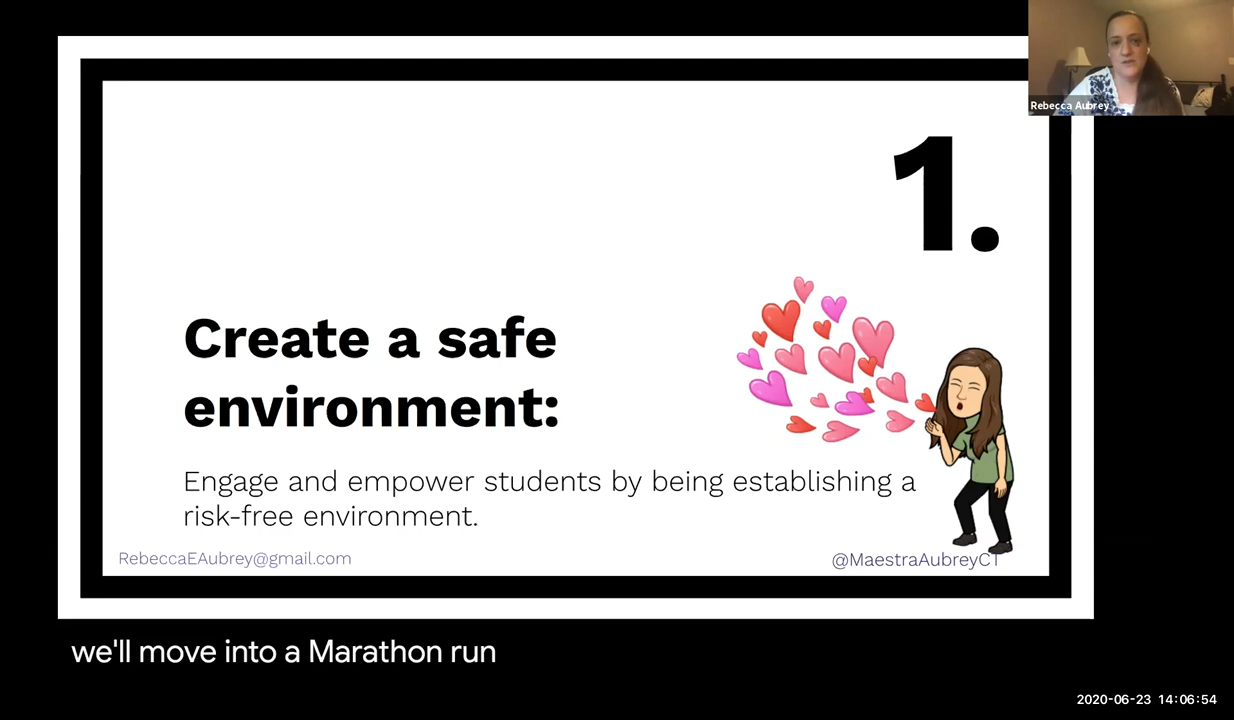 Rebecca Aubrey
1.
Create a safe
environment:
Engage and empower students by being establishing a
risk-free environment.
RebeccaEAubrey@gmail.com
@MaestraAubreyCT
we'll move into a Marathon run
2020-06-23 14:06:54